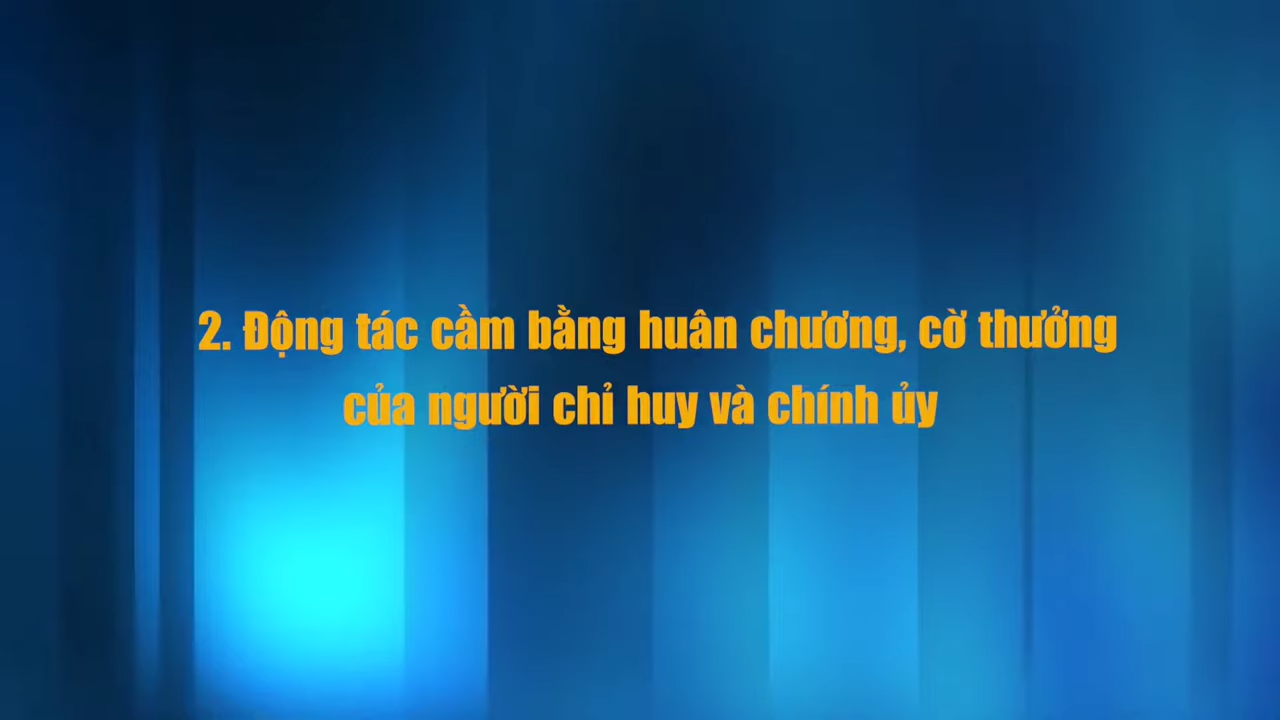 2. Động tác cầm bằng huân chương, cờ thưởng
của người chỉ huy và chính ủy